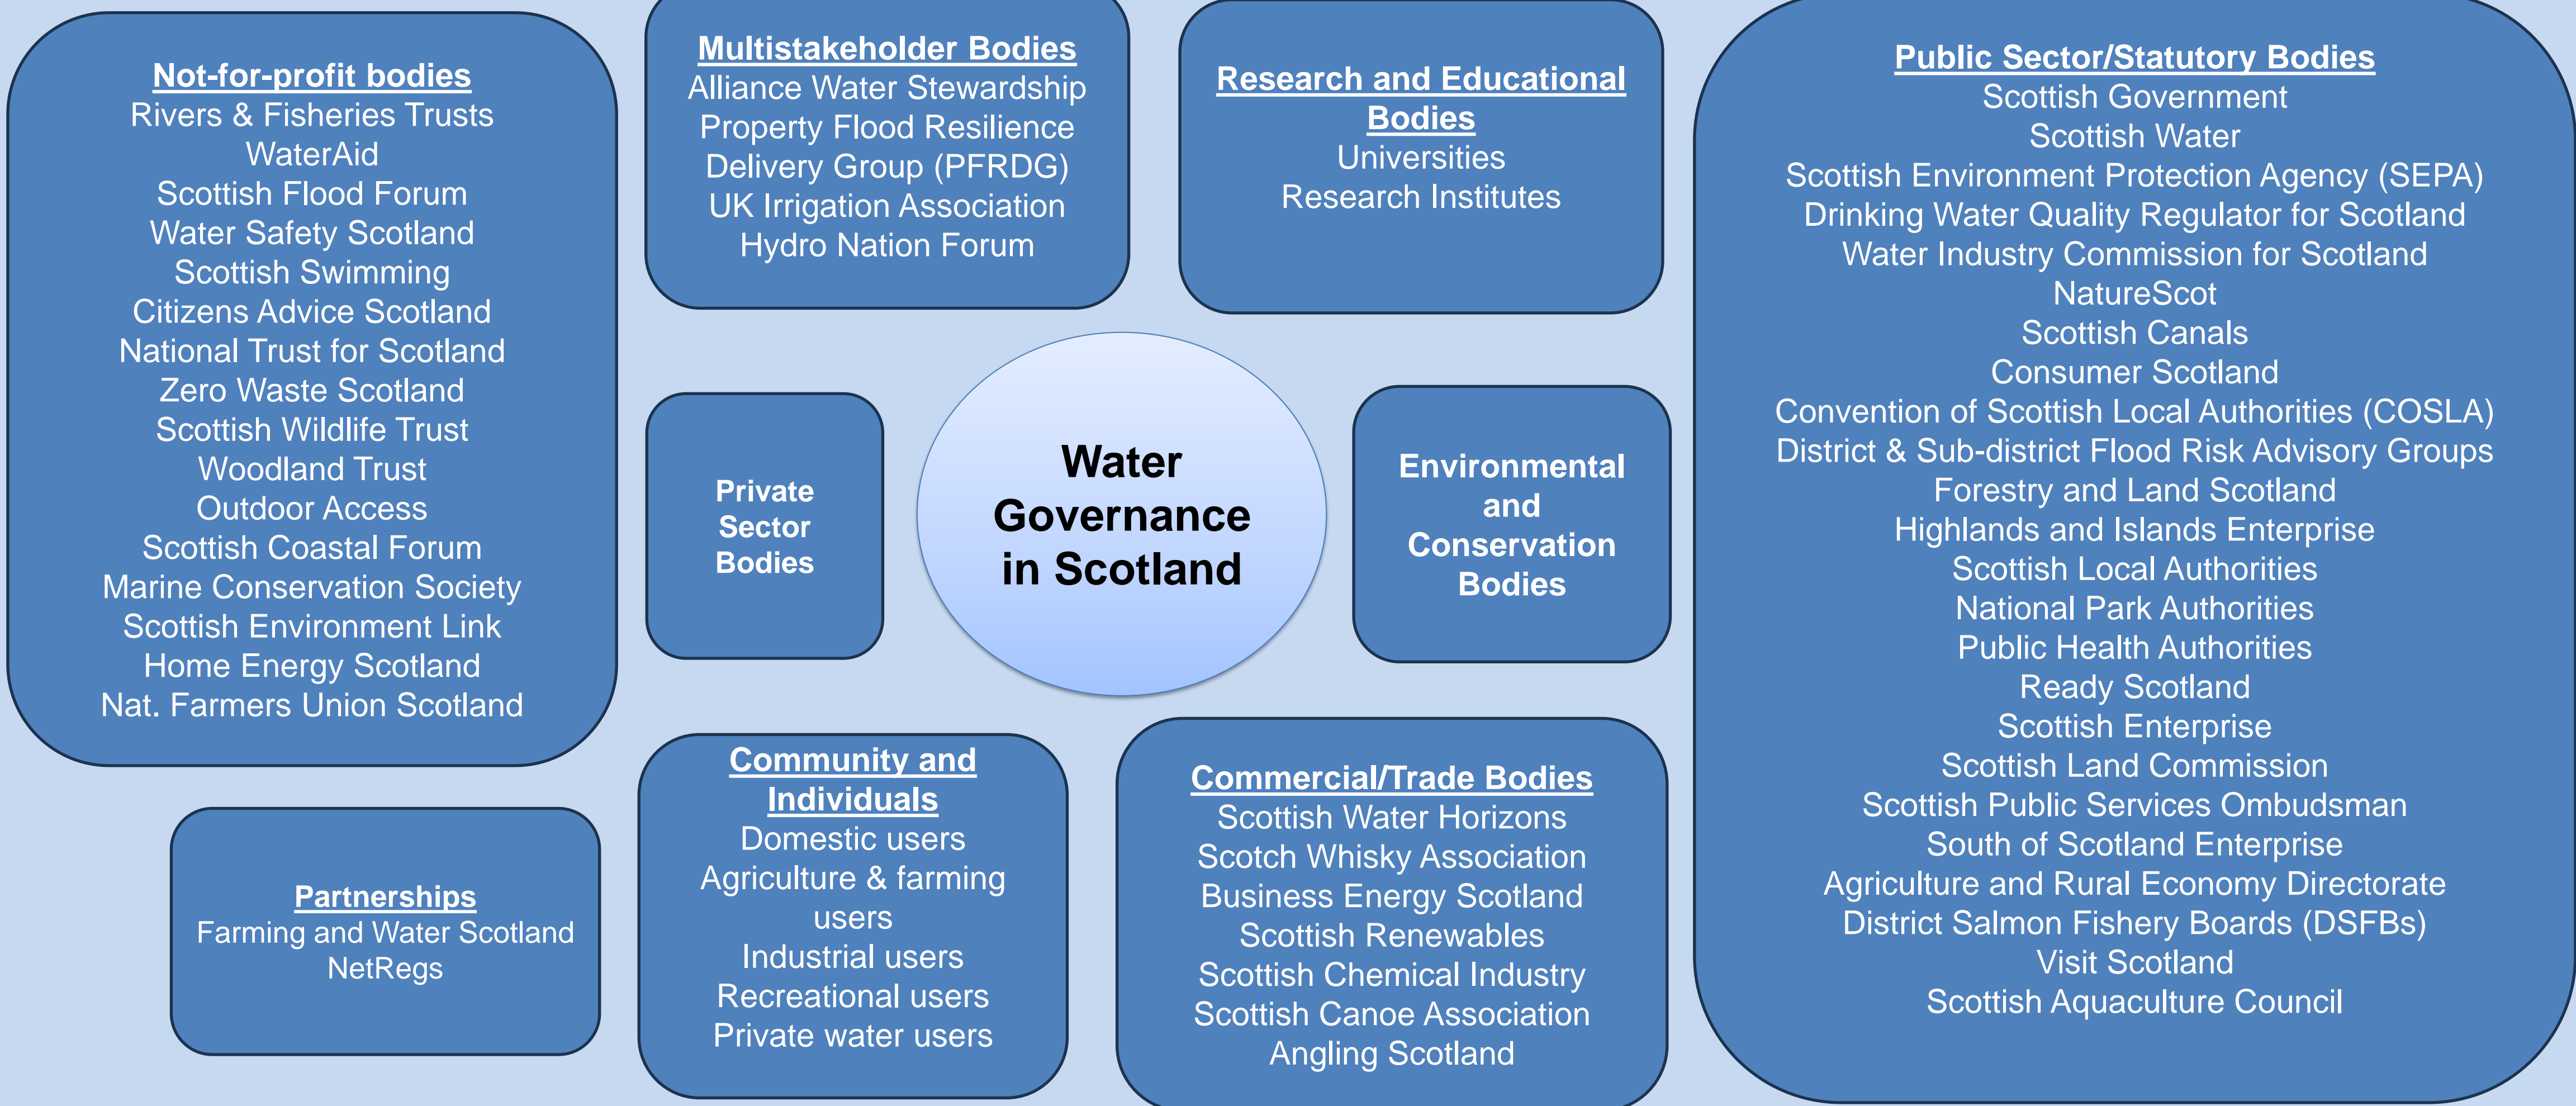 Not-for-profit bodies
Rivers & Fisheries Trusts
WaterAid
Scottish Flood Forum
Water Safety Scotland
Scottish Swimming
Citizens Advice Scotland
National Trust for Scotland
Zero Waste Scotland
Scottish Wildlife Trust
Woodland Trust
Outdoor Access
Scottish Coastal Forum
Marine Conservation Society
Scottish Environment Link
Home Energy Scotland
Nat. Farmers Union Scotland
Multistakeholder Bodies
Alliance Water Stewardship
Property Flood Resilience
Delivery Group (PFRDG)
UK Irrigation Association
Hydro Nation Forum
Research and Educational
Bodies
Universities
Research Institutes
Public Sector/Statutory Bodies
Scottish Government
Scottish Water
Scottish Environment Protection Agency (SEPA)
Drinking Water Quality Regulator for Scotland
Water Industry Commission for Scotland
NatureScot
Scottish Canals
Consumer Scotland
Convention of Scottish Local Authorities (COSLA)
District & Sub-district Flood Risk Advisory Groups
Forestry and Land Scotland
Highlands and Islands Enterprise
Scottish Local Authorities
National Park Authorities
Public Health Authorities
Ready Scotland
Scottish Enterprise
Scottish Land Commission
Scottish Public Services Ombudsman
South of Scotland Enterprise
Agriculture and Rural Economy Directorate
District Salmon Fishery Boards (DSFBs)
Visit Scotland
Scottish Aquaculture Council
Private
Sector
Bodies
Water
Governance
in Scotland
Environmental
and
Conservation
Bodies
Partnerships
Farming and Water Scotland
NetRegs
Community and
Individuals
Domestic users
Agriculture & farming
users
Industrial users
Recreational users
Private water users
Commercial/Trade Bodies
Scottish Water Horizons
Scotch Whisky Association
Business Energy Scotland
Scottish Renewables
Scottish Chemical Industry
Scottish Canoe Association
Angling Scotland